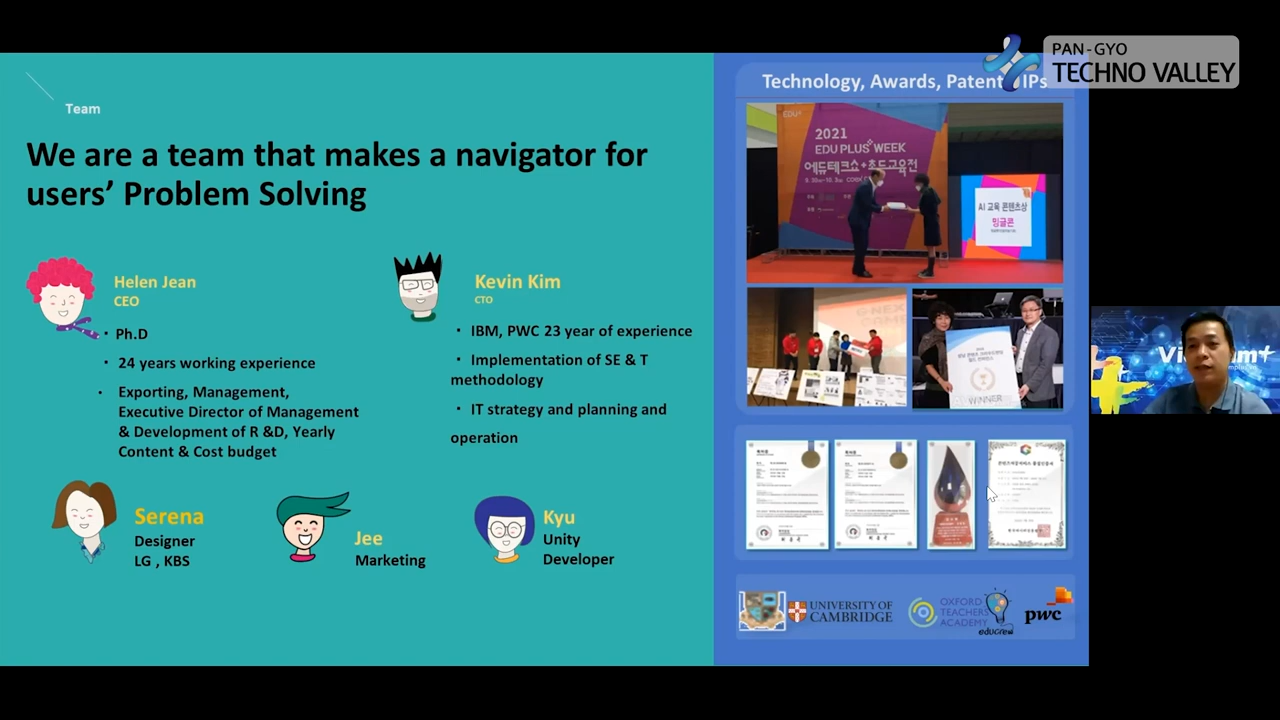 PAN-GYO
TECHNO VALLEY
Team
We are a team that makes a navigator for
users’ Problem Solving
Helen Jean
CEO
· Ph.D
· 24 years working experience
· Exporting, Management,
Executive Director of Management
& Development of R &D, Yearly
Content & Cost budget
Kevin Kim
CTO
· IBM, PWC 23 year of experience
· Implementation of SE & T
methodology
· IT strategy and planning and
operation
Serena
Designer
LG , KBS
Jee
Marketing
Kyu
Unity
Developer
Technology, Awards, Patent IPs
EDU+
2021
EDU PLUS WEEK
에듀테크쇼+초등교육전
AI 교육 콘텐츠상
밍글콘
WINNER
UNIVERSITY OF
CAMBRIDGE
OXFORD
TEACHERS
ACADEMY
educrew
pwc